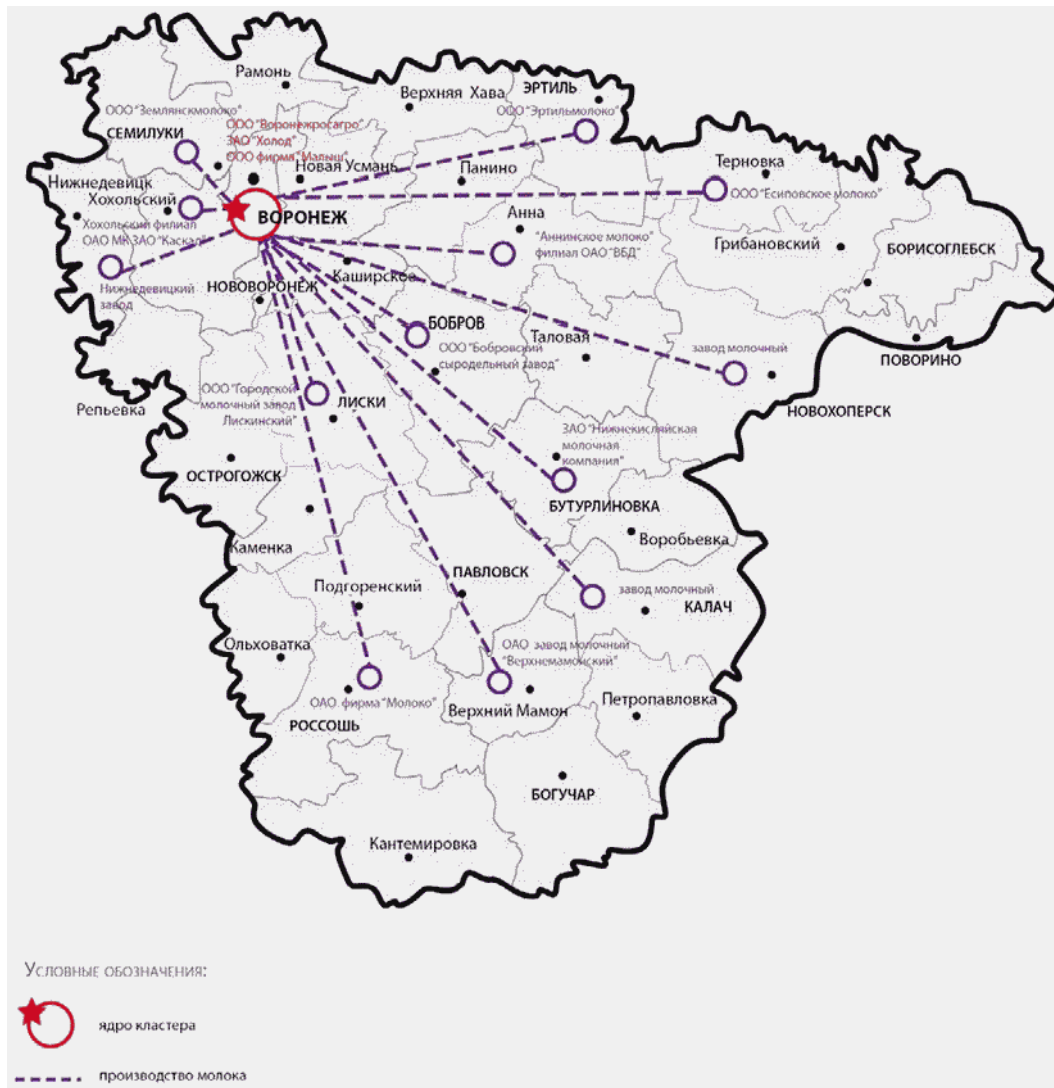 Рамонь
Верхняя Хава
ЭРТИЛЬ
ООО "Землянскмолоко"
СЕМИЛУКИ
ООО "Воронежросагро"
ЗАО "Холод"
ООО фирма "Малыш"
ООО "Эртильмолоко"
Новая Усмань
Панино
Терновка
ООО "Есиповское молоко"
Нижнедевицк
Хохольский
ВОРОНЕЖ
Анна
Хохольский филиал
ОАО МК ЗАО "Каскал"
"Аннинское молоко"
филиал ОАО "ВБД"
Грибановский
БОРИСОГЛЕБСК
Нижнедевицкий
завод
Каширское
НОВОВОРОНЕЖ
БОБРОВ
ООО "Бобровский
сыродельный завод"
Таловая
завод молочный
ПОВОРИНО
НОВОХОПЕРСК
Репьевка
ООО "Городской
молочный завод
Лискинский"
ЛИСКИ
ЗАО "Нижнекисляйская
молочная
компания"
ОСТРОГОЖСК
БУТУРЛИНОВКА
Воробьевка
Каменка
Подгоренский
ПАВЛОВСК
завод молочный
КАЛАЧ
Ольховатка
ОАО завод молочный
"Верхнемамонский"
ОАО фирма "Молоко"
РОССОШЬ
Верхний Мамон
Петропавловка
БОГУЧАР
Кантемировка
Условные обозначения:
ядро кластера
производство молока